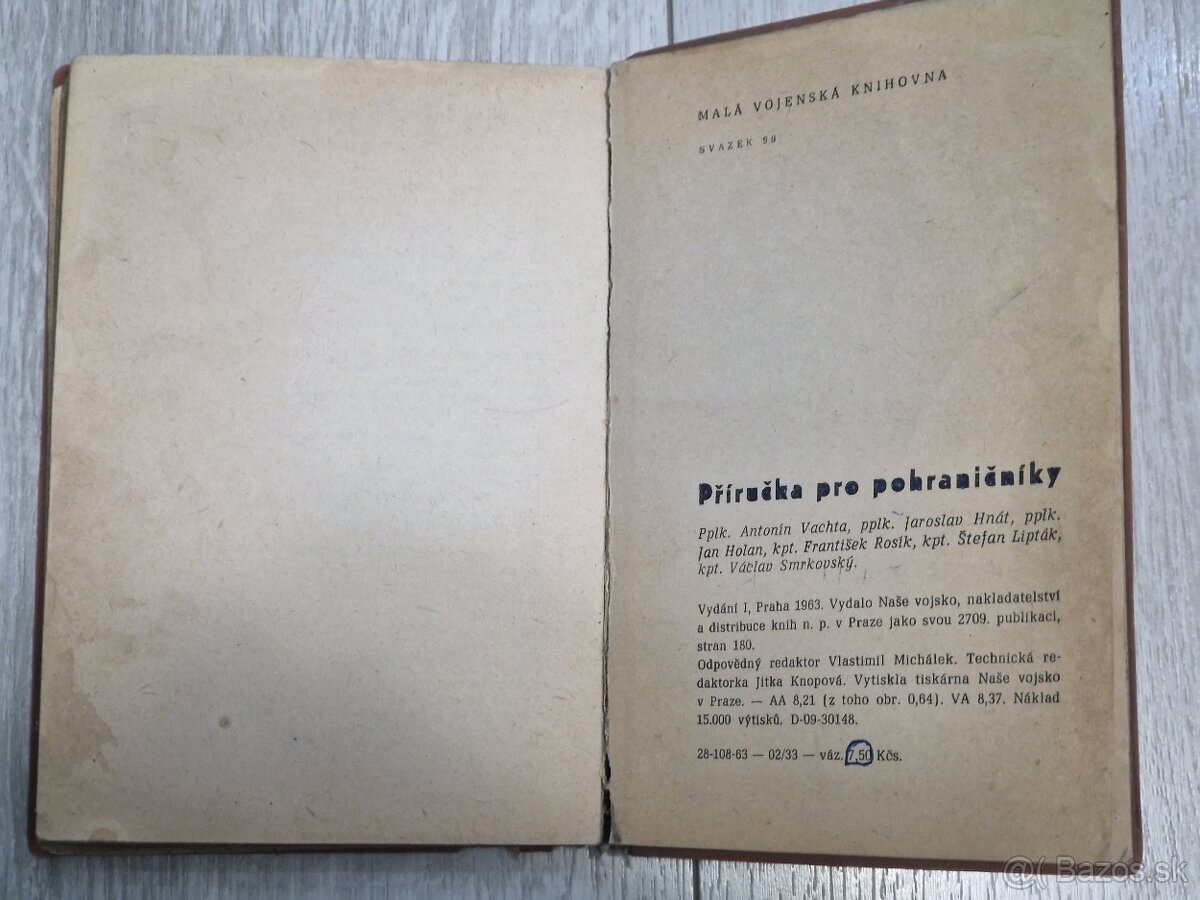 MALÁ VOJENSKÁ KNIHOVNA
SVAZEK 98
Příručka pro pohraničníky
Pplk. Antonín Vachta, pplk. Jaroslav Hnát, pplk.
Jan Holan, kpt. František Rosík, kpt. Štefan Lipták,
kpt. Václav Smrkovský.
Vydání I, Praha 1963. Vydalo Naše vojsko, nakladatelství
a distribuce knih n. p. v Praze jako svou 2709. publikaci,
stran 180.
Odpovědný redaktor Vlastimil Michálek. Technická re-
daktorka Jitka Knopová. Vytiskla tiskárna Naše vojsko
v Praze. — AA 8,21 (z toho obr. 0,64). VA 8,37. Náklad
15.000 výtisků. D-09-30148.
28-108-63 — 02/33 — váz. 7,50 Kčs.
@( Bazos.sk